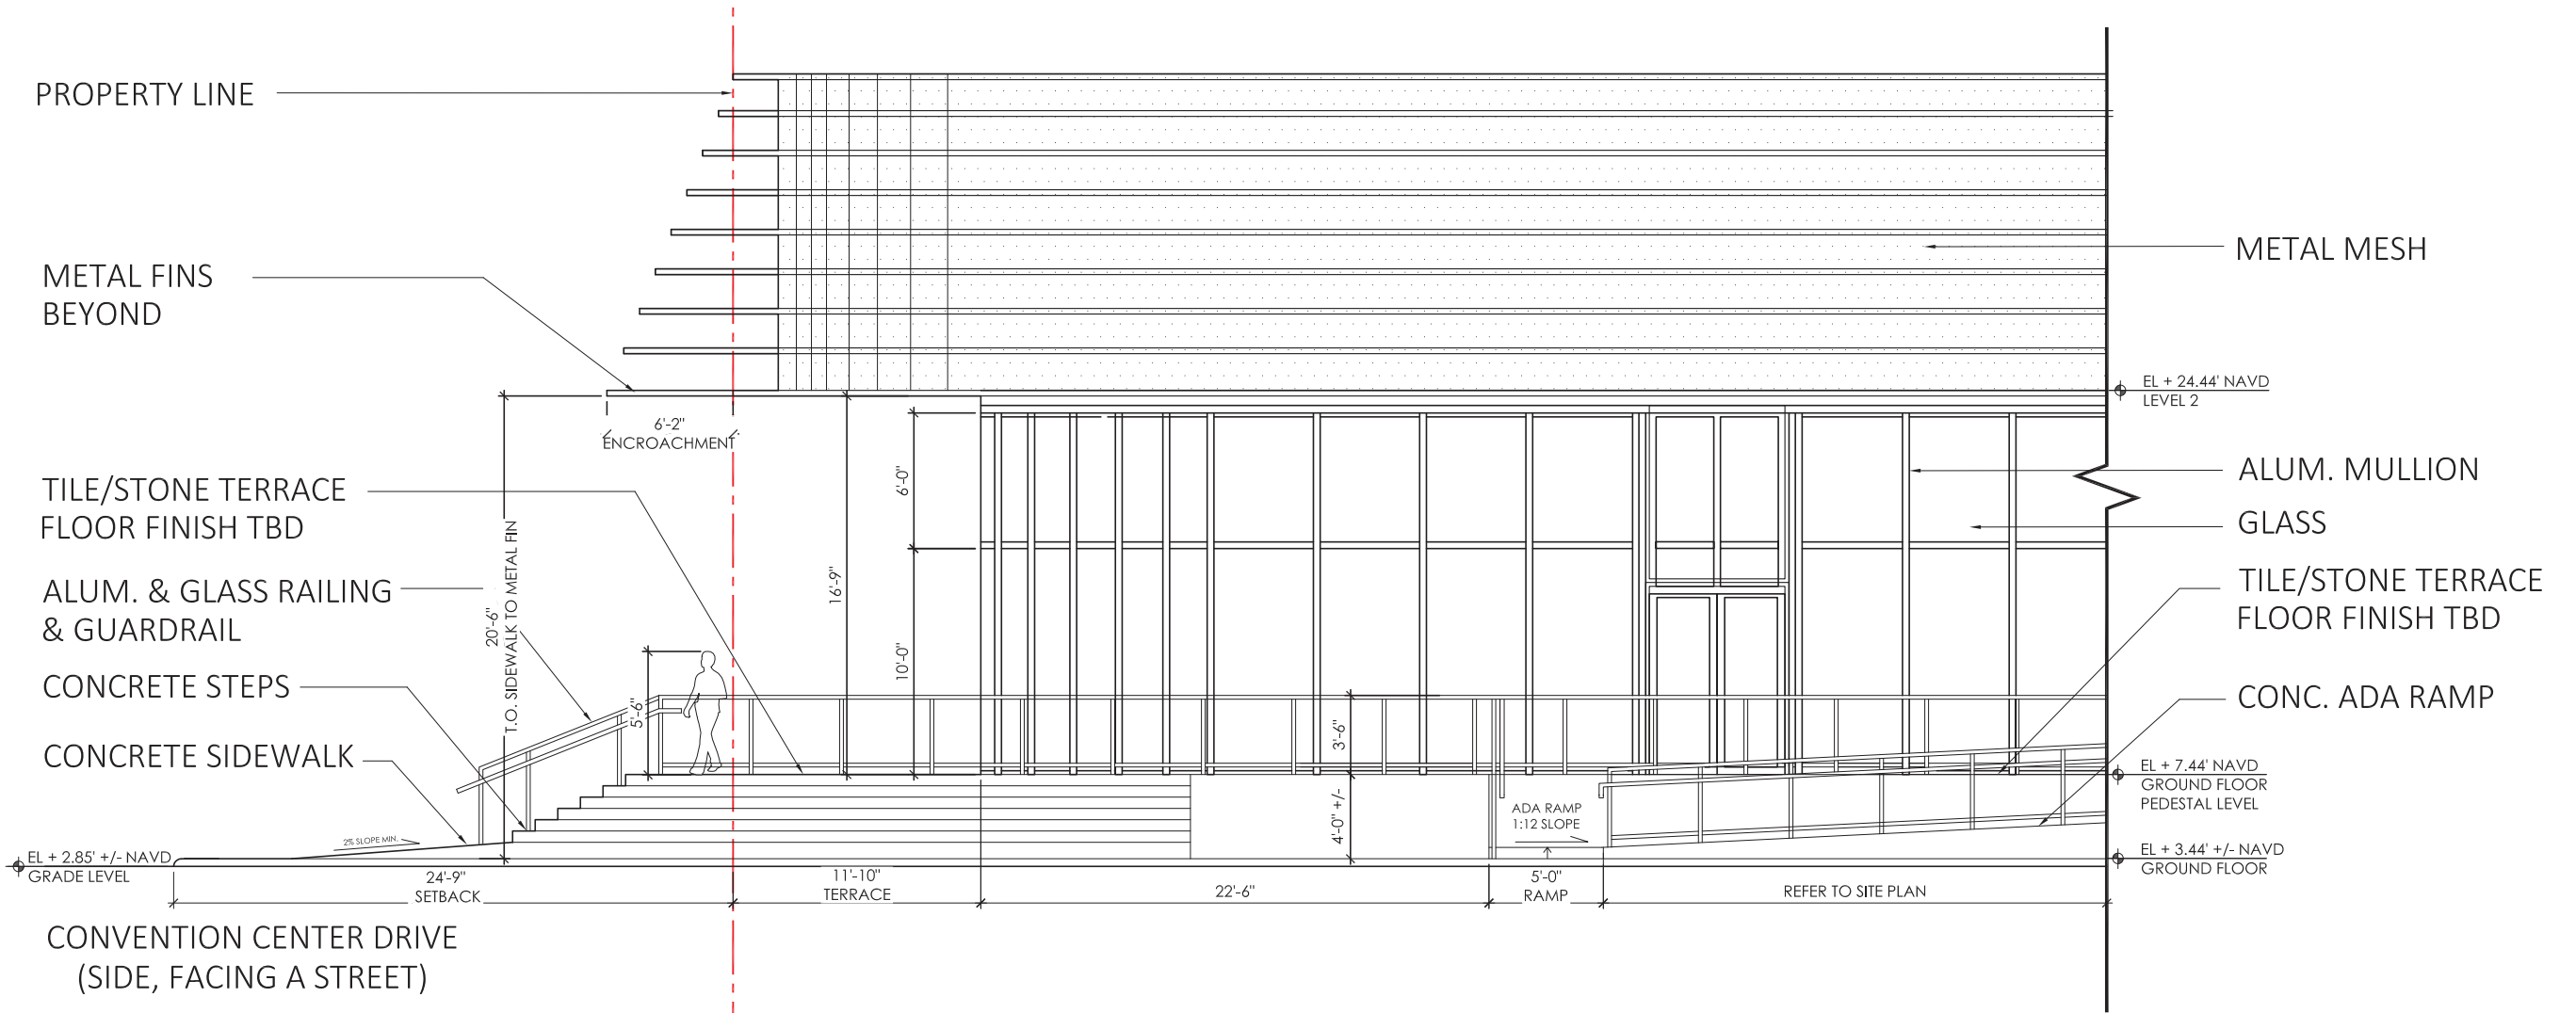 PROPERTY LINE
METAL FINS
BEYOND
TILE/STONE TERRACE
FLOOR FINISH TBD
ALUM. & GLASS RAILING
& GUARDRAIL
CONCRETE STEPS
CONCRETE SIDEWALK
EL + 2.85' +/- NAVD
GRADE LEVEL
2% SLOPE MIN.
20'-6"
T.O. SIDEWALK TO METAL FIN
6'-2"
ENCROACHMENT
5'-6"
16'-9"
6'-0"
10'-0"
3'-6"
4'-0" +/-
ADA RAMP
1:12 SLOPE
24'-9"
SETBACK
11'-10"
TERRACE
22'-6"
5'-0"
RAMP
REFER TO SITE PLAN
METAL MESH
EL + 24.44' NAVD
LEVEL 2
ALUM. MULLION
GLASS
TILE/STONE TERRACE
FLOOR FINISH TBD
CONC. ADA RAMP
EL + 7.44' NAVD
GROUND FLOOR
PEDESTAL LEVEL
EL + 3.44' +/- NAVD
GROUND FLOOR
CONVENTION CENTER DRIVE
(SIDE, FACING A STREET)